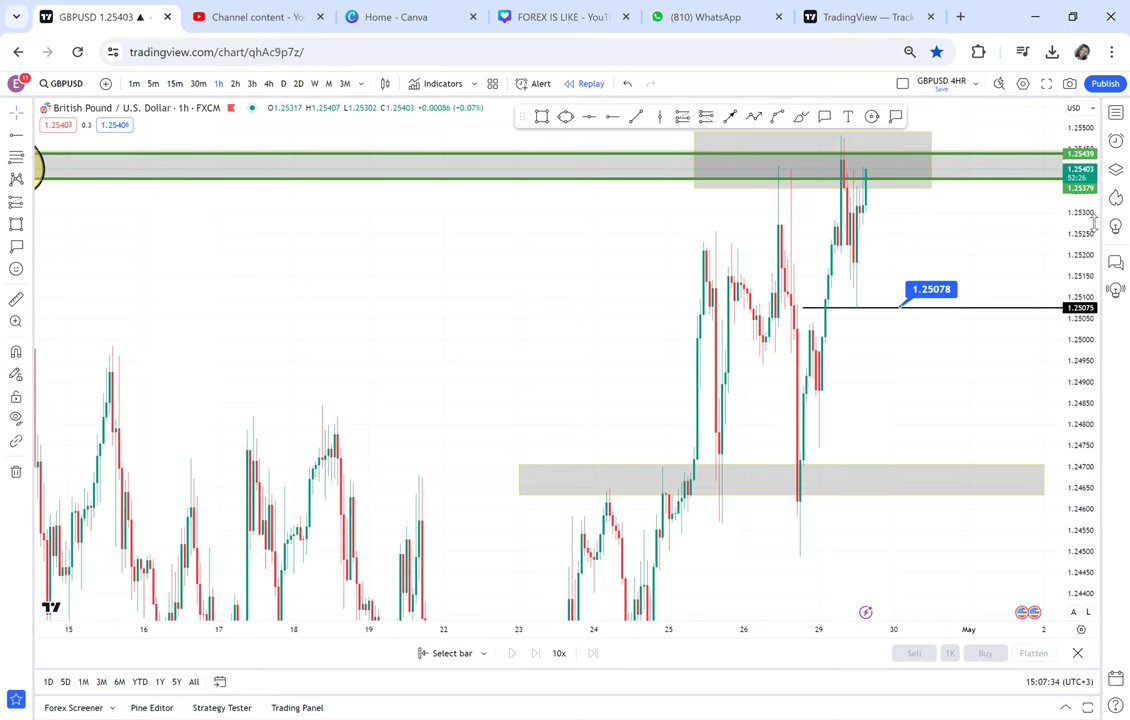 GBPUSD 1.25403 ▲
Channel content - Yo
Home - Canva
FOREX IS LIKE - YouT
(810) WhatsApp
TradingView — Track
tradingview.com/chart/qhAc9p7z/
E 11 GBPUSD 1m 5m 15m 30m 1h 2h 3h 4h D 2D W M 3M Indicators Alert Replay GBPUSD 4HR Save Publish
British Pound / U.S. Dollar · 1h · FXCM O1.25317 H1.25407 L1.25302 C1.25403 +0.00086 (+0.07%) USD
1.25403 0.3 1.25406
1.25500
1.25439
1.25403
52:26
1.25379
1.25300
1.25250
1.25200
1.25150
1.25100
1.25078
1.25075
1.25050
1.25000
1.24950
1.24900
1.24850
1.24800
1.24750
1.24700
1.24650
1.24600
1.24550
1.24500
1.24450
1.24400
A L
15 16 17 18 19 22 23 24 25 26 29 30 May 2
Select bar 10x Sell 1K Buy Flatten
1D 5D 1M 3M 6M YTD 1Y 5Y All 15:07:34 (UTC+3)
Forex Screener Pine Editor Strategy Tester Trading Panel